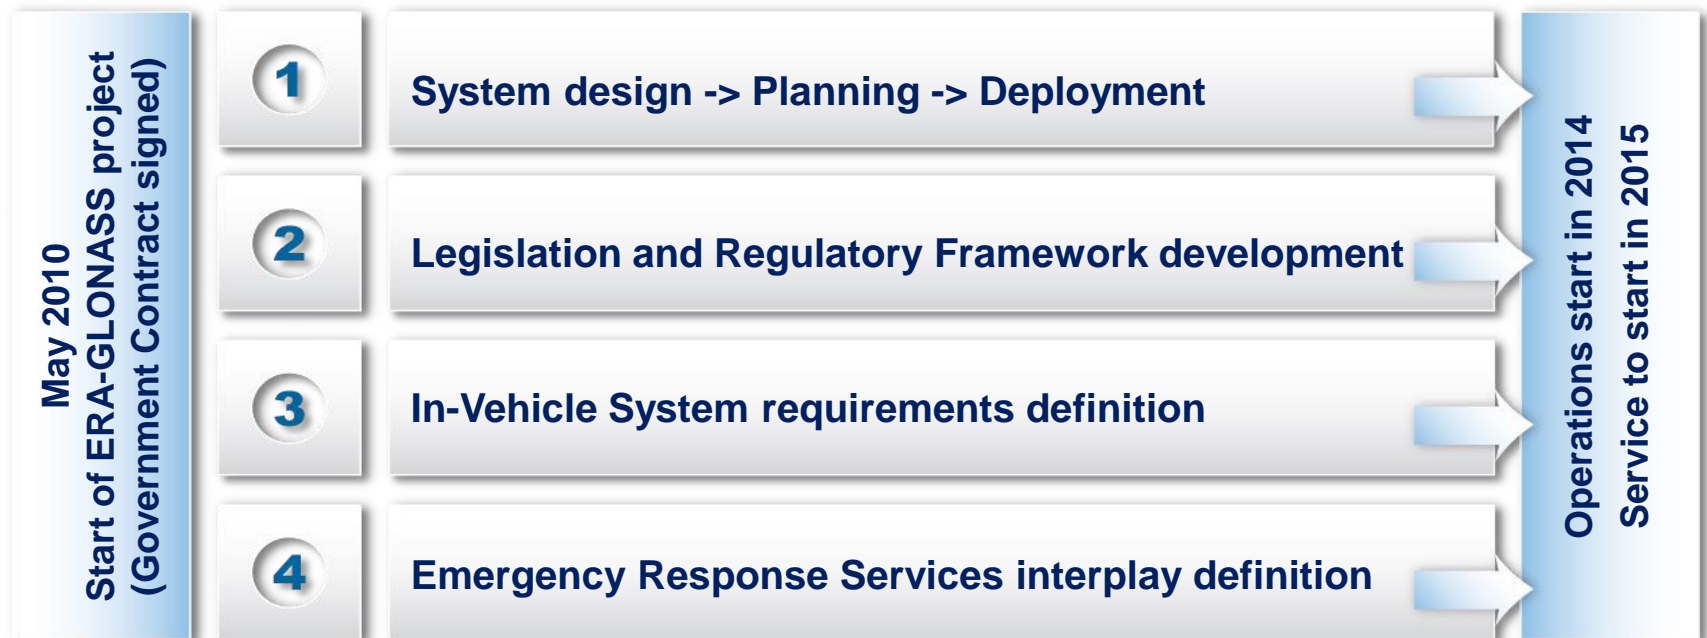 May 2010
Start of ERA-GLONASS project
(Government Contract signed)
1
System design -> Planning -> Deployment
2
Legislation and Regulatory Framework development
3
In-Vehicle System requirements definition
4
Emergency Response Services interplay definition
Operations start in 2014
Service to start in 2015